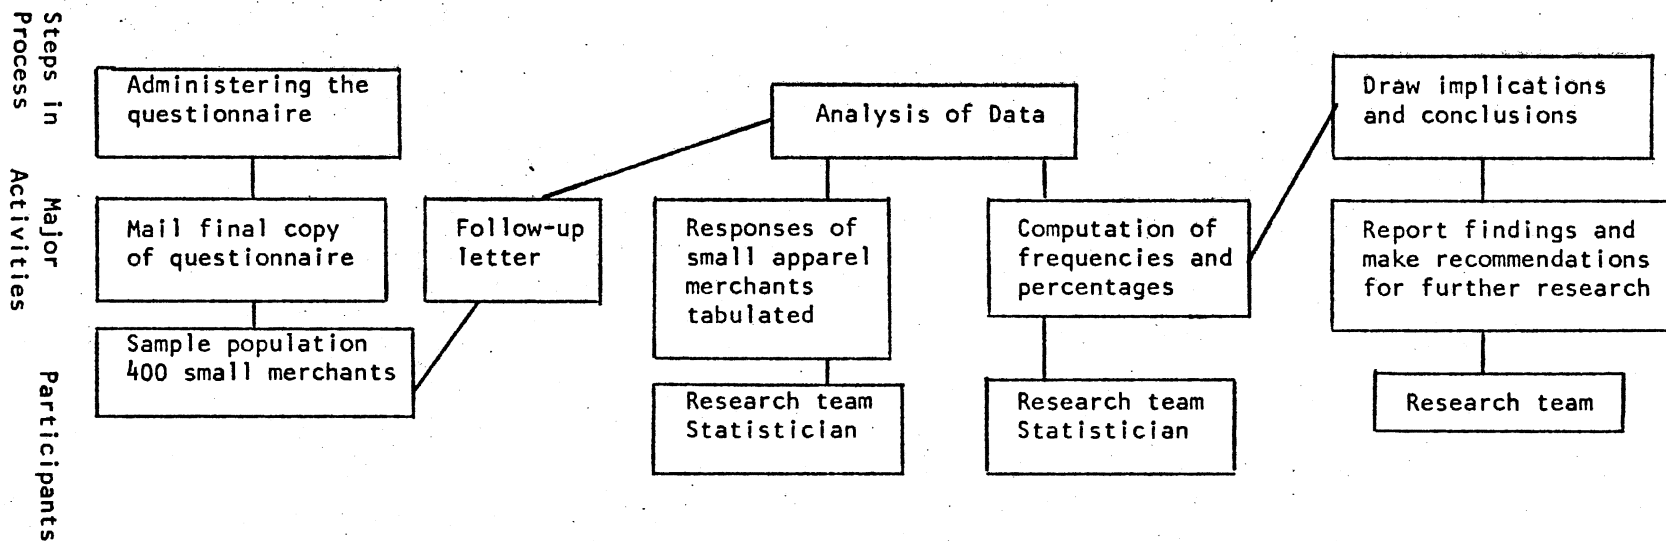 Steps in
Process
Major
Activities
Participants
Administering the
questionnaire
Mail final copy
of questionnaire
Sample population
400 small merchants
Follow-up
letter
Analysis of Data
Responses of
small apparel
merchants
tabulated
Research team
Statistician
Computation of
frequencies and
percentages
Research team
Statistician
Draw implications
and conclusions
Report findings and
make recommendations
for further research
Research team